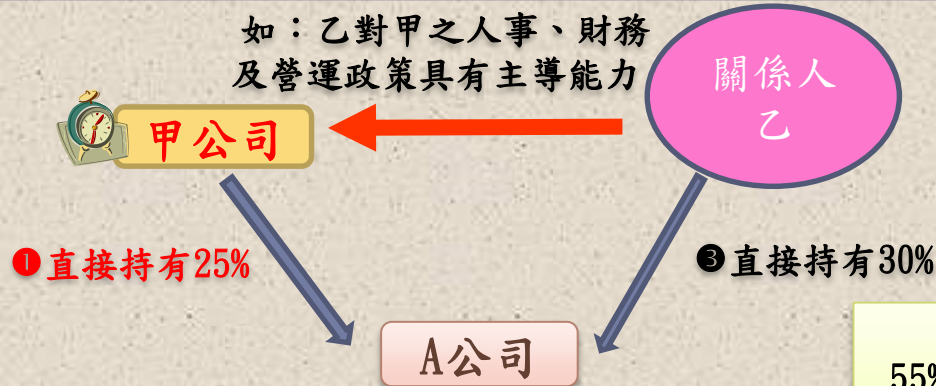 如：乙對甲之人事、財務
及營運政策具有主導能力
關係人
乙
甲公司
❶直接持有25%
❸直接持有30%
A公司
55%